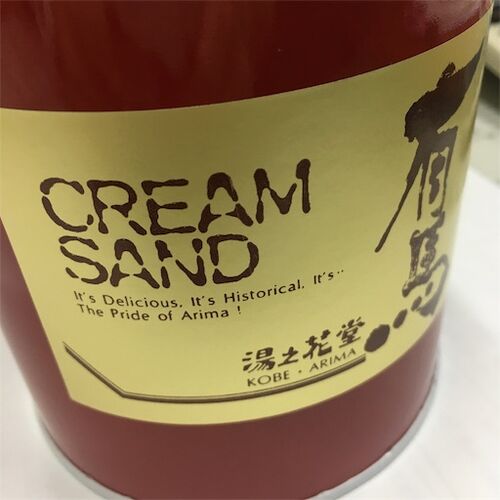 CREAM
SAND
It's Delicious. It's Historical. It's··
The Pride of Arima !
有馬
湯之花堂
KOBE · ARIMA